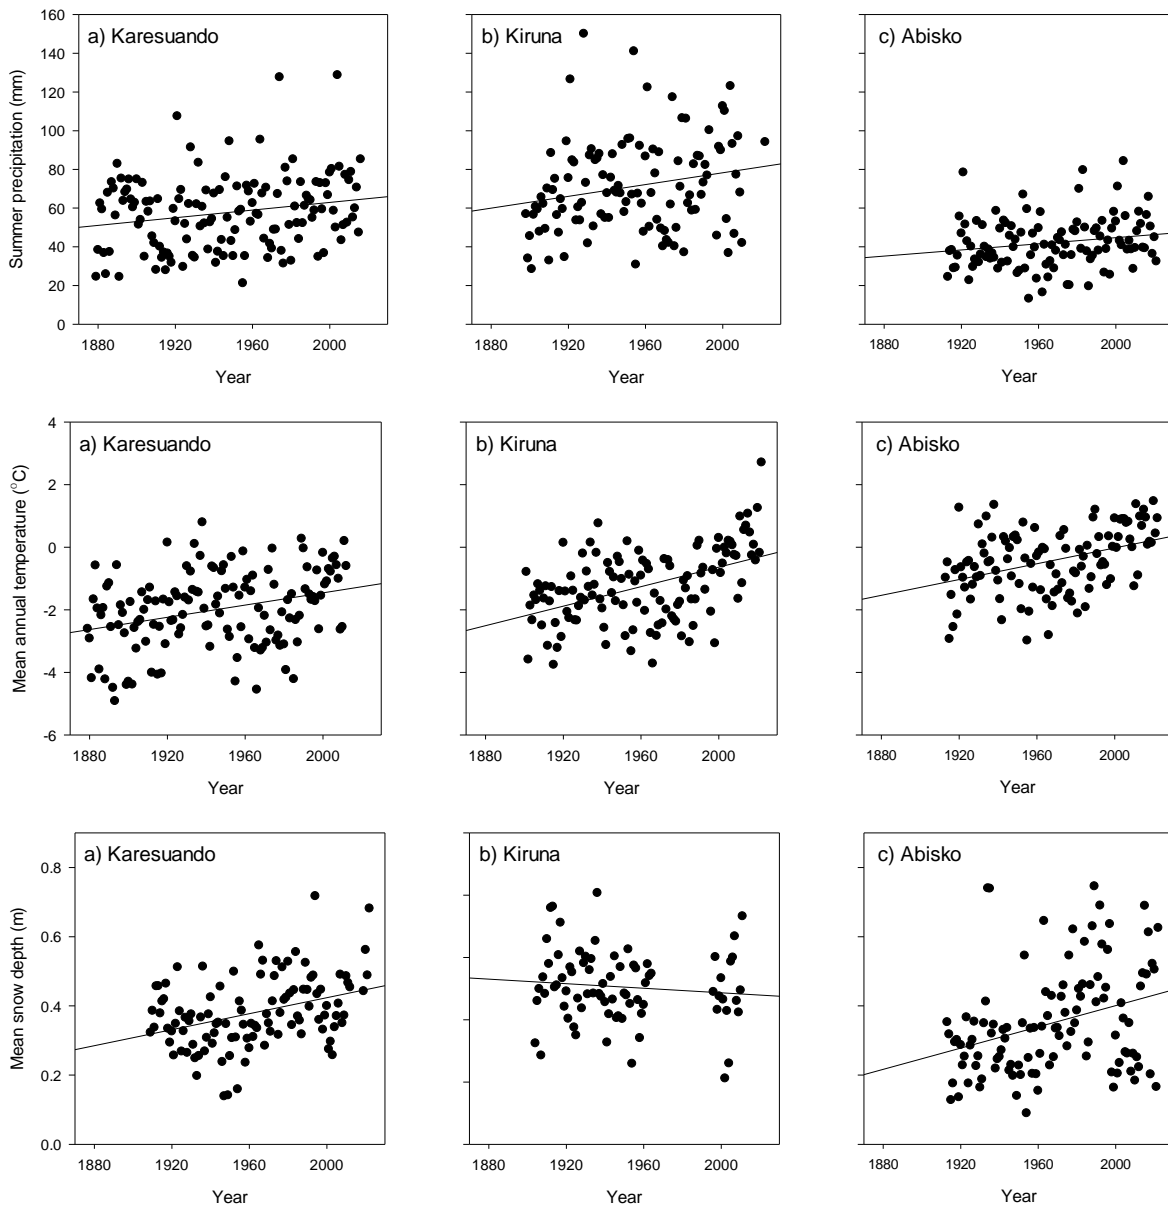 160
140
120
100
80
60
40
20
0
Summer precipitation (mm)
a) Karesuando
b) Kiruna
c) Abisko
1880 1920 1960 2000
1880 1920 1960 2000
1880 1920 1960 2000
Year
Year
Year
4
2
0
-2
-4
-6
Mean annual temperature (°C)
a) Karesuando
b) Kiruna
c) Abisko
1880 1920 1960 2000
1880 1920 1960 2000
1880 1920 1960 2000
Year
Year
Year
0.8
0.6
0.4
0.2
0.0
Mean snow depth (m)
a) Karesuando
b) Kiruna
c) Abisko
1880 1920 1960 2000
1880 1920 1960 2000
1880 1920 1960 2000
Year
Year
Year